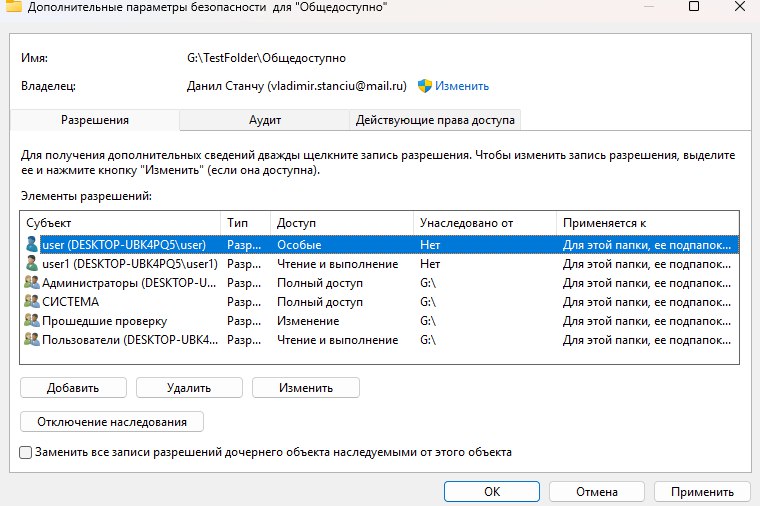 Дополнительные параметры безопасности для "Общедоступно"
Имя: G:\TestFolder\Общедоступно
Владелец: Данил Станчу (vladimir.stanciu@mail.ru) Изменить
Разрешения Аудит Действующие права доступа
Для получения дополнительных сведений дважды щелкните запись разрешения. Чтобы изменить запись разрешения, выделите
ее и нажмите кнопку "Изменить" (если она доступна).
Элементы разрешений:
Субъект Тип Доступ Унаследовано от Применяется к
user (DESKTOP-UBK4PQ5\user) Разр... Особые Нет Для этой папки, ее подпапок...
user1 (DESKTOP-UBK4PQ5\user1) Разр... Чтение и выполнение Нет Для этой папки, ее подпапок...
Администраторы (DESKTOP-U... Разр... Полный доступ G:\ Для этой папки, ее подпапок...
СИСТЕМА Разр... Полный доступ G:\ Для этой папки, ее подпапок...
Прошедшие проверку Разр... Изменение G:\ Для этой папки, ее подпапок...
Пользователи (DESKTOP-UBK4... Разр... Чтение и выполнение G:\ Для этой папки, ее подпапок...
Добавить Удалить Изменить
Отключение наследования
Заменить все записи разрешений дочернего объекта наследуемыми от этого объекта
ОК Отмена Применить